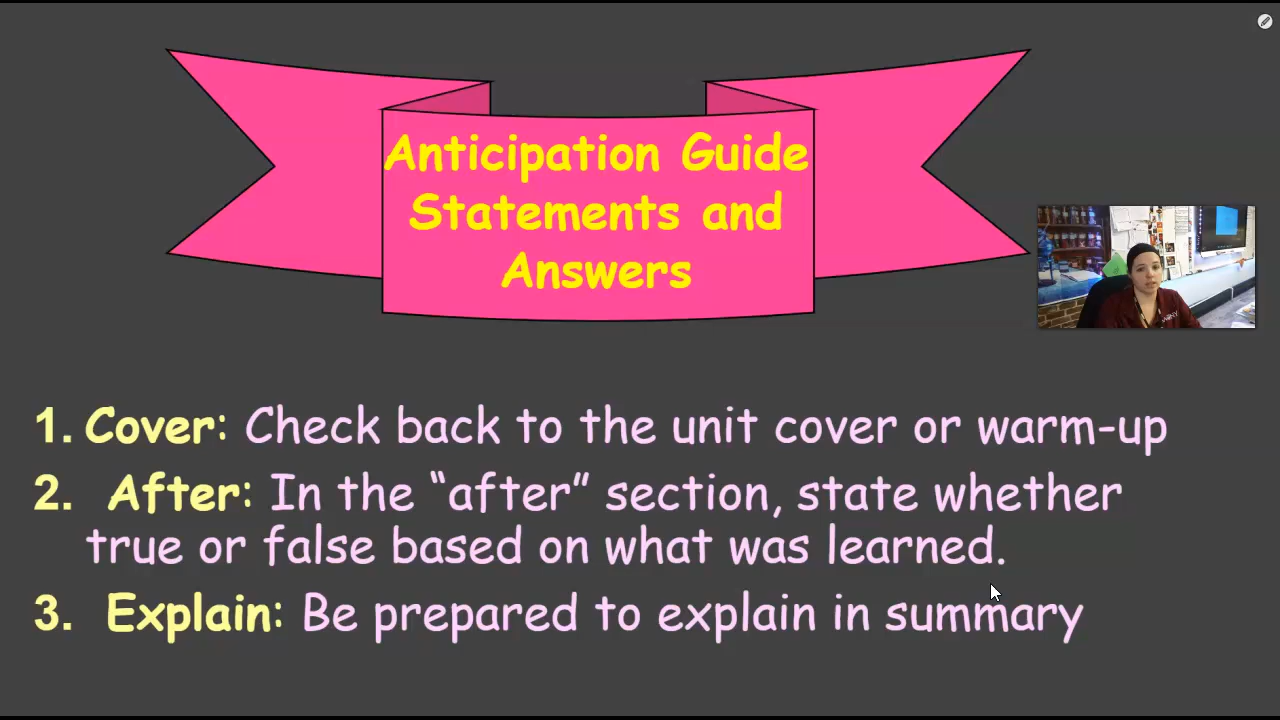 Anticipation Guide
Statements and
Answers
1. Cover: Check back to the unit cover or warm-up
2. After: In the “after” section, state whether
true or false based on what was learned.
3. Explain: Be prepared to explain in summary